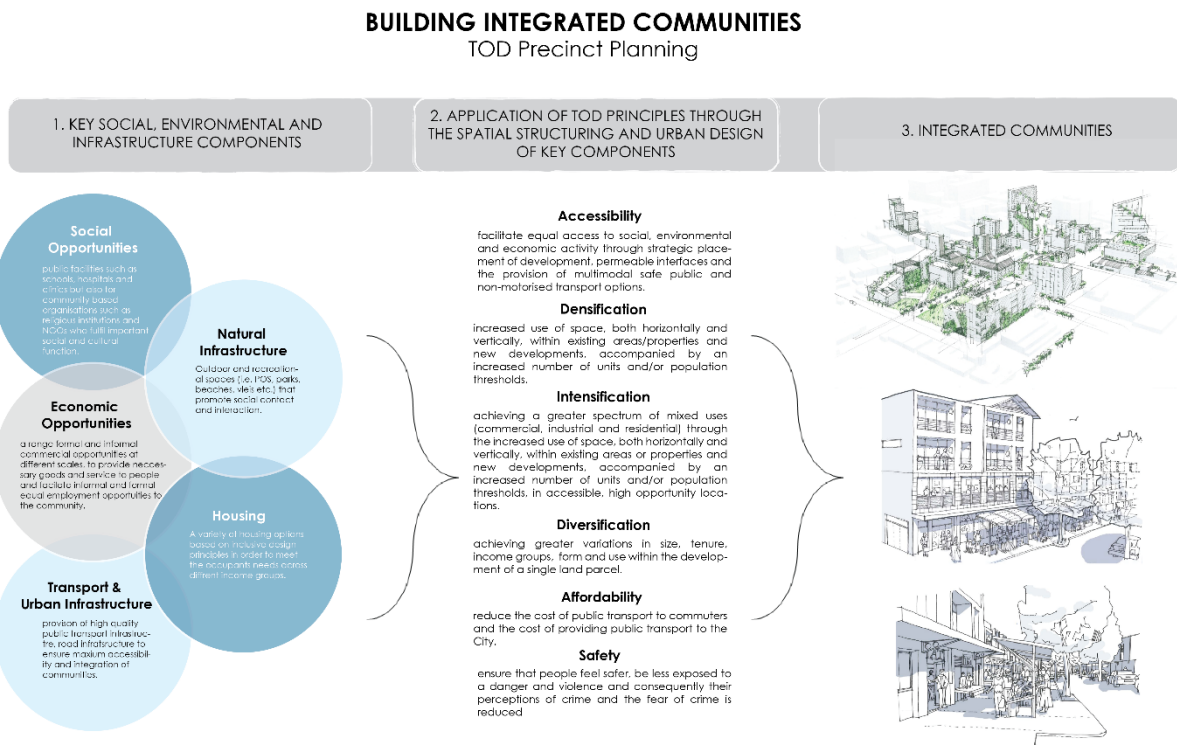 BUILDING INTEGRATED COMMUNITIES
TOD Precinct Planning
1. KEY SOCIAL, ENVIRONMENTAL AND
INFRASTRUCTURE COMPONENTS
2. APPLICATION OF TOD PRINCIPLES THROUGH
THE SPATIAL STRUCTURING AND URBAN DESIGN
OF KEY COMPONENTS
3. INTEGRATED COMMUNITIES
Social
Opportunities
public facilities such as
schools, hospitals and
clinics but also for
community based
organisations such as
religious institutions and
NGOs who fulfil important
social and cultural
function.
Natural
Infrastructure
Outdoor and recreation-
al spaces (i.e. POS, parks,
beaches, vleis etc.) that
promote social contact
and interaction.
Economic
Opportunities
a range formal and informal
commercial opportunities at
different scales, to provide necces-
sary goods and service to people
and facilate informal and formal
equal employment opportuities to
the community.
Housing
A variety of housing options
based on inclusive design
principles in order to meet
the occupants needs across
diffrent income groups.
Transport &
Urban Infrastructure
provison of high quality
public transport infrastruc-
tre, road infratsructure to
ensure maxium accessibil-
ity and integration of
communities.
Accessibility
facilitate equal access to social, environmental
and economic activity through strategic place-
ment of development, permeable interfaces and
the provision of multimodal safe public and
non-motorised transport options.
Densification
increased use of space, both horizontally and
vertically, within existing areas/properties and
new developments, accompanied by an
increased number of units and/or population
thresholds.
Intensification
achieving a greater spectrum of mixed uses
(commercial, industrial and residential) through
the increased use of space, both horizontally and
vertically, within existing areas or properties and
new developments, accompanied by an
increased number of units and/or population
thresholds, in accessible, high opportunity loca-
tions.
Diversification
achieving greater variations in size, tenure,
income groups, form and use within the develop-
ment of a single land parcel.
Affordability
reduce the cost of public transport to commuters
and the cost of providing public transport to the
City.
Safety
ensure that people feel safer, be less exposed to
a danger and violence and consequently their
perceptions of crime and the fear of crime is
reduced